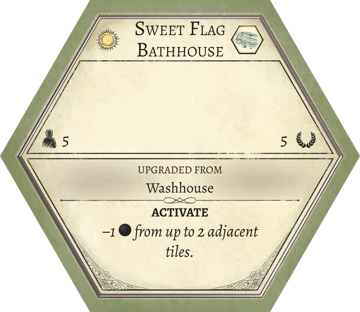 SWEET FLAG
BATHHOUSE
5
5
UPGRADED FROM
Washhouse
ACTIVATE
–1 from up to 2 adjacent
tiles.